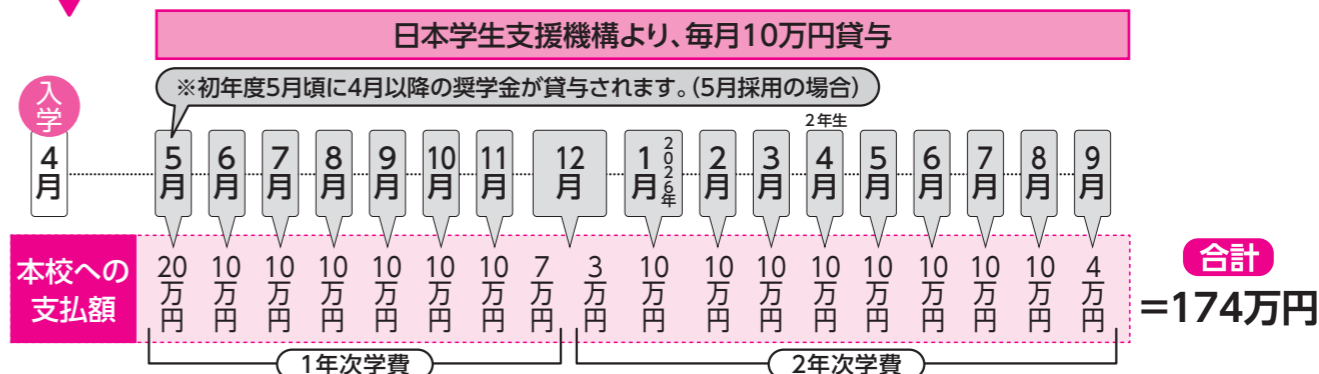 日本学生支援機構より、毎月10万円貸与
※初年度5月頃に4月以降の奨学金が貸与されます。(5月採用の場合)
入学
2年生
4月 5月 6月 7月 8月 9月 10月 11月 12月 1月 2026年 2月 3月 4月 5月 6月 7月 8月 9月
本校への支払額
20万円 10万円 10万円 10万円 10万円 10万円 10万円 7万円 3万円 10万円 10万円 10万円 10万円 10万円 10万円 10万円 10万円 4万円
合計
=174万円
1年次学費 2年次学費